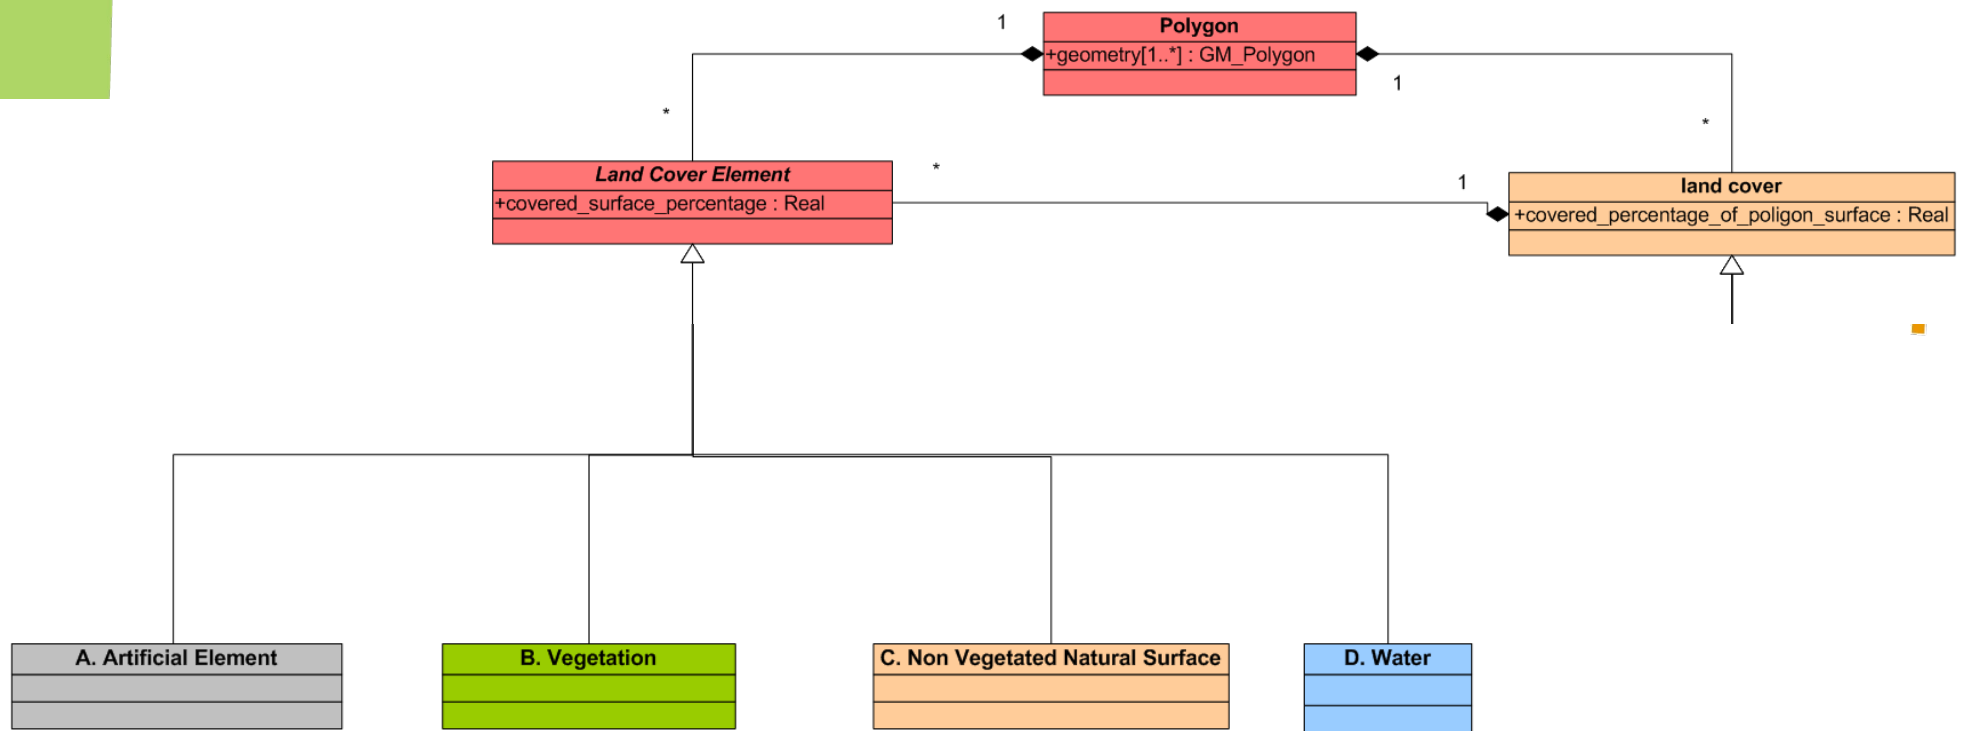 1
Polygon
+geometry[1..*] : GM_Polygon
1
*
*
Land Cover Element
+covered_surface_percentage : Real
*
1
land cover
+covered_percentage_of_poligon_surface : Real
A. Artificial Element
B. Vegetation
C. Non Vegetated Natural Surface
D. Water